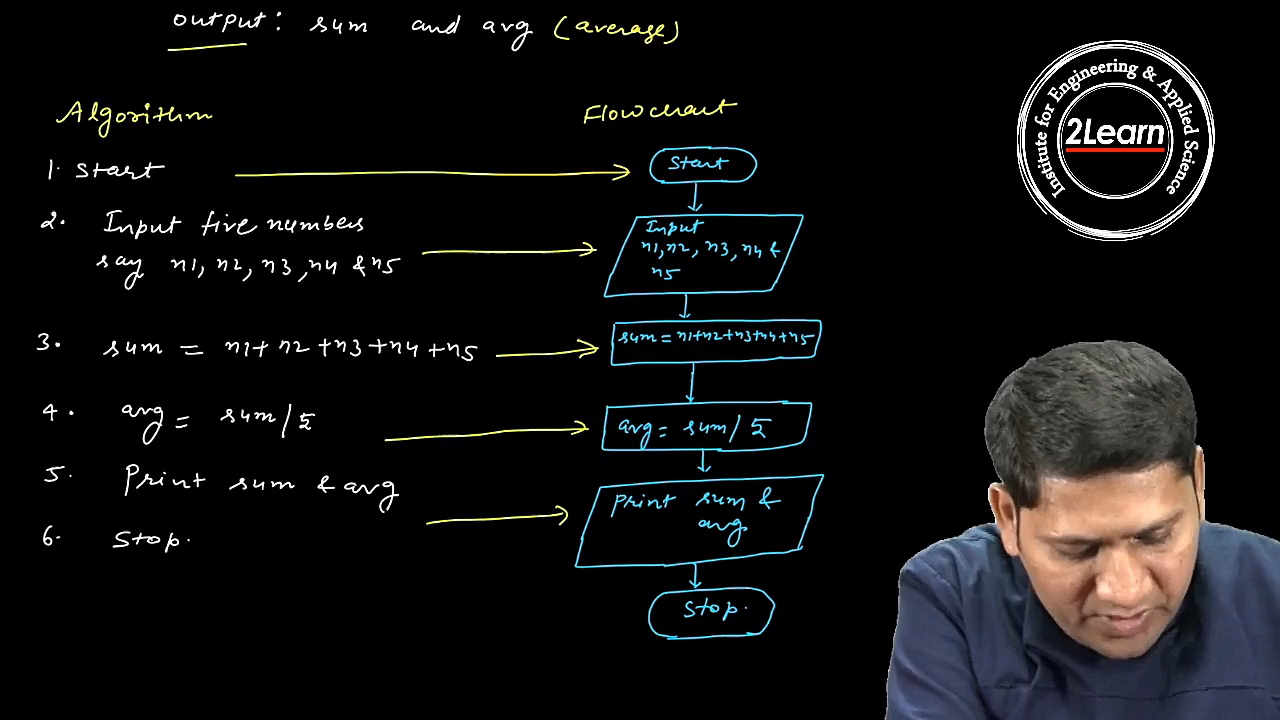 output: sum and avg (average)
Algorithm
Flowchart
1. Start
Start
2. Input five numbers
say n1, n2, n3, n4 & n5
Input
n1, n2, n3, n4 &
n5
3. sum = n1+ n2 +n3 +n4 +n5
sum = n1+n2+n3+n4+n5
4. avg = sum/5
avg = sum/5
5. Print sum & avg
print sum &
avg
6. Stop.
Stop.
Institute for Engineering & Applied Science
2Learn